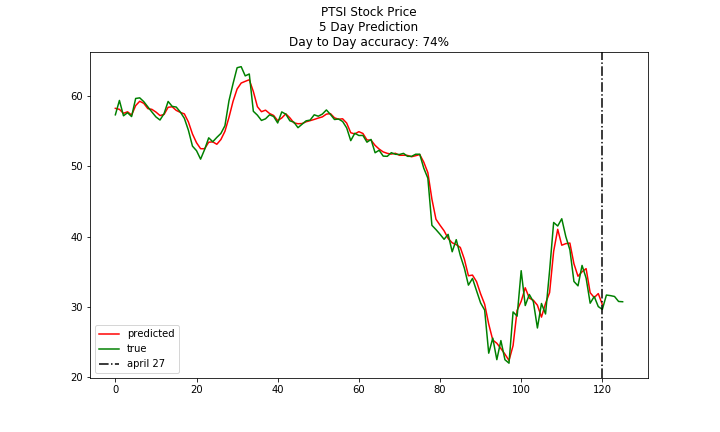 PTSI Stock Price
5 Day Prediction
Day to Day accuracy: 74%
60
50
40
30
20
predicted
true
april 27
0 20 40 60 80 100 120